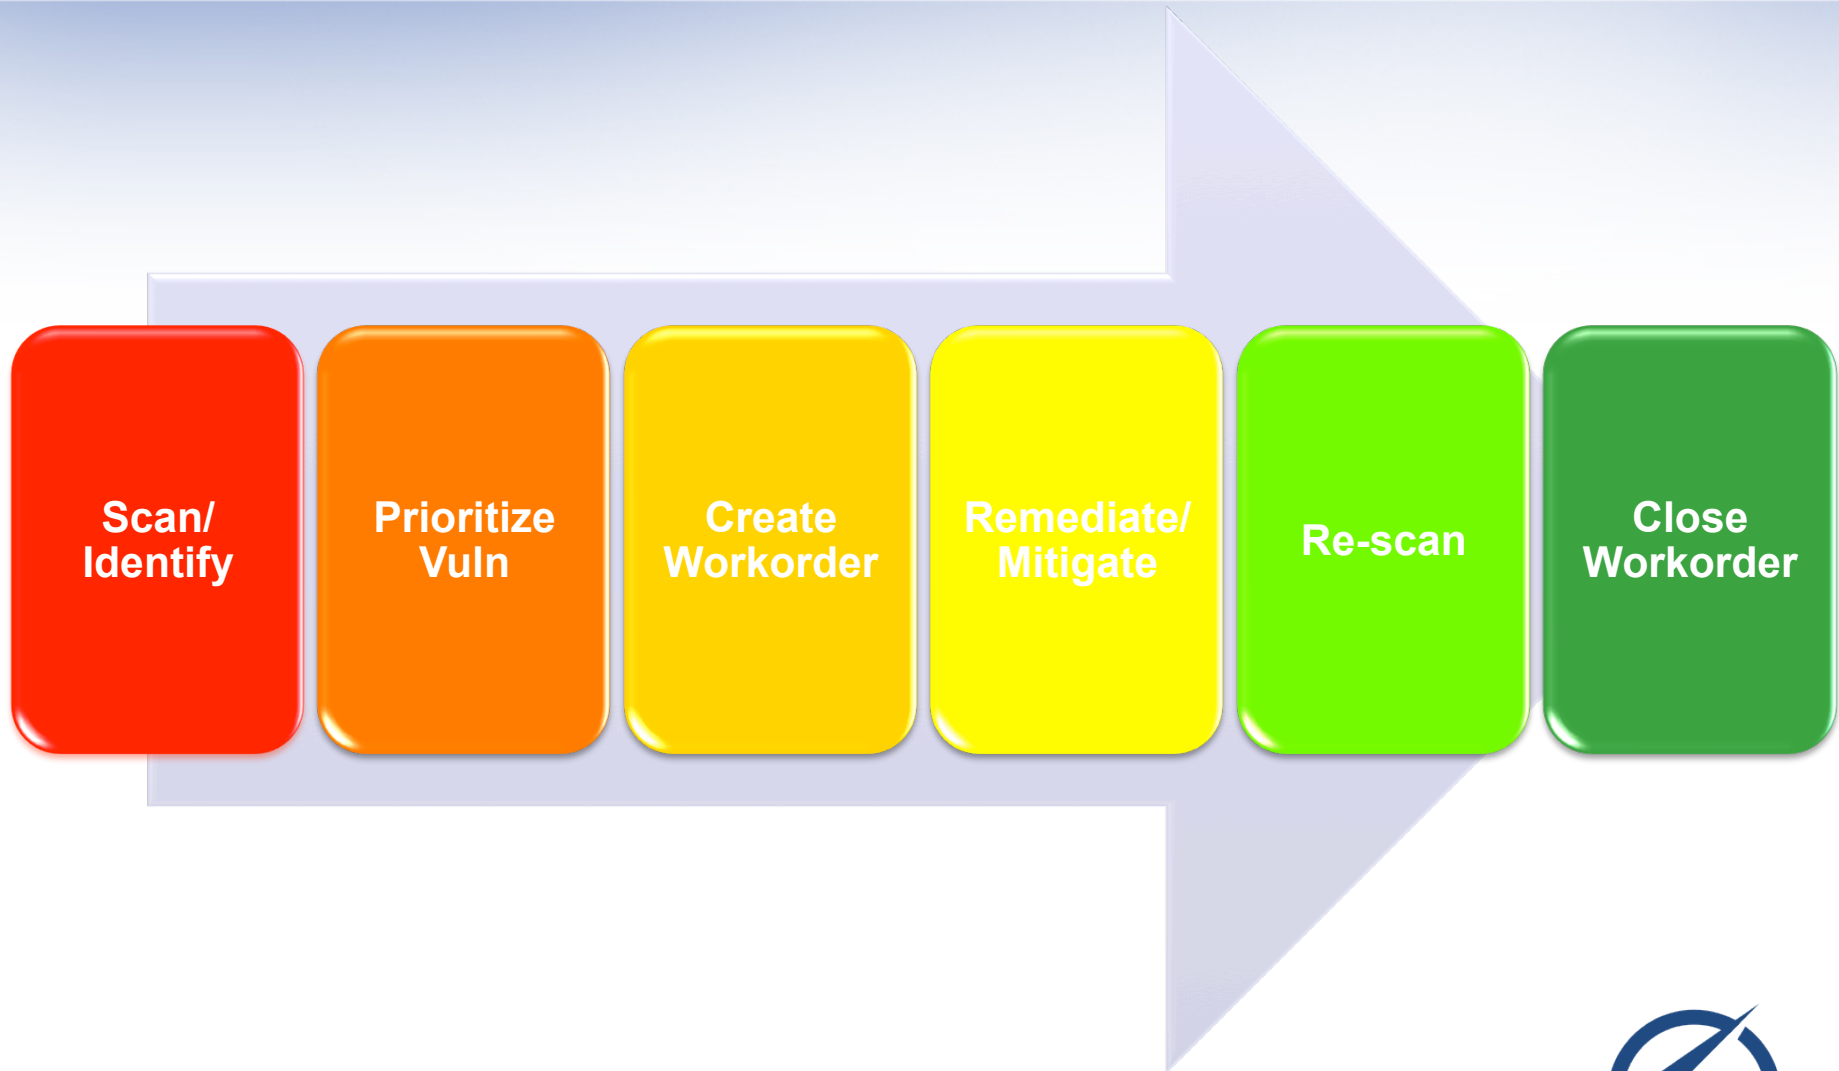 Scan/
Identify
Prioritize
Vuln
Create
Workorder
Remediate/
Mitigate
Re-scan
Close
Workorder